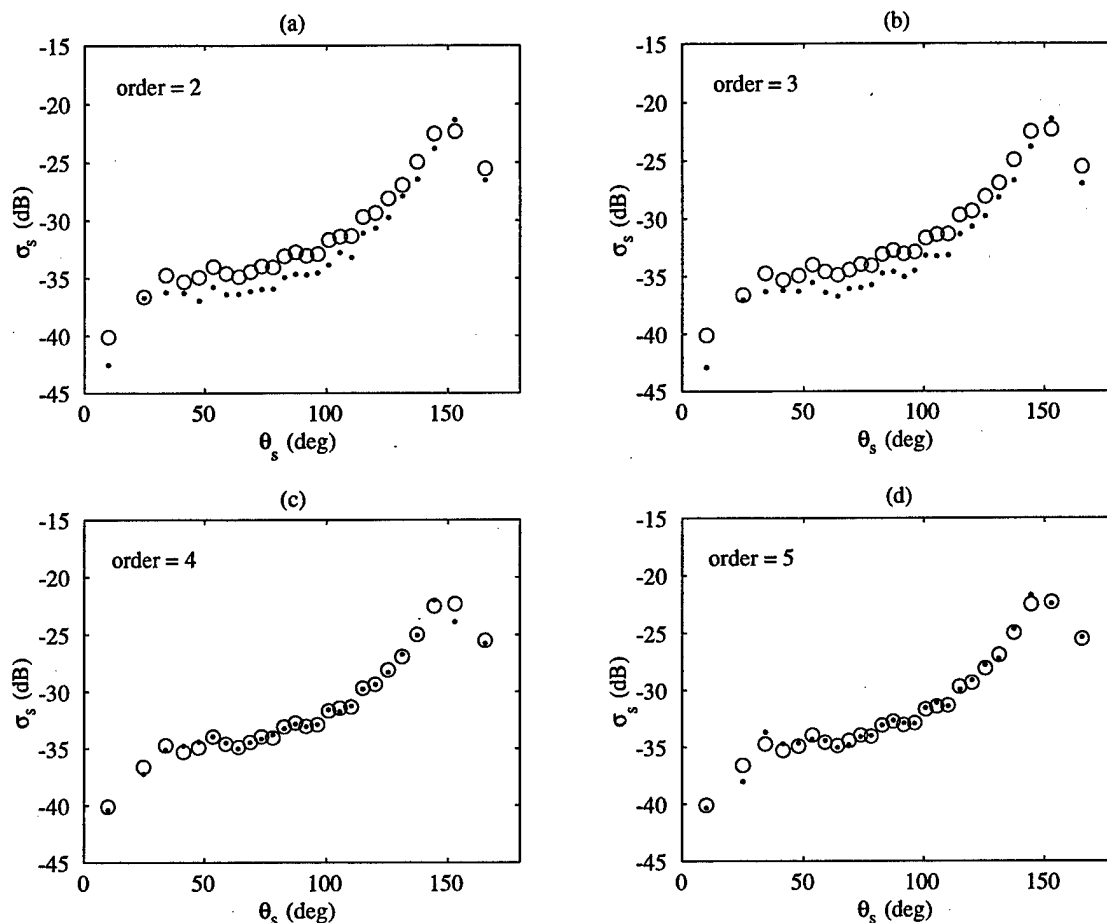 (a)
order = 2
-15
-20
-25
-30
-35
-40
-45
σs (dB)
0
50
100
150
θs (deg)
(b)
order = 3
-15
-20
-25
-30
-35
-40
-45
σs (dB)
0
50
100
150
θs (deg)
(c)
order = 4
-15
-20
-25
-30
-35
-40
-45
σs (dB)
0
50
100
150
θs (deg)
(d)
order = 5
-15
-20
-25
-30
-35
-40
-45
σs (dB)
0
50
100
150
θs (deg)